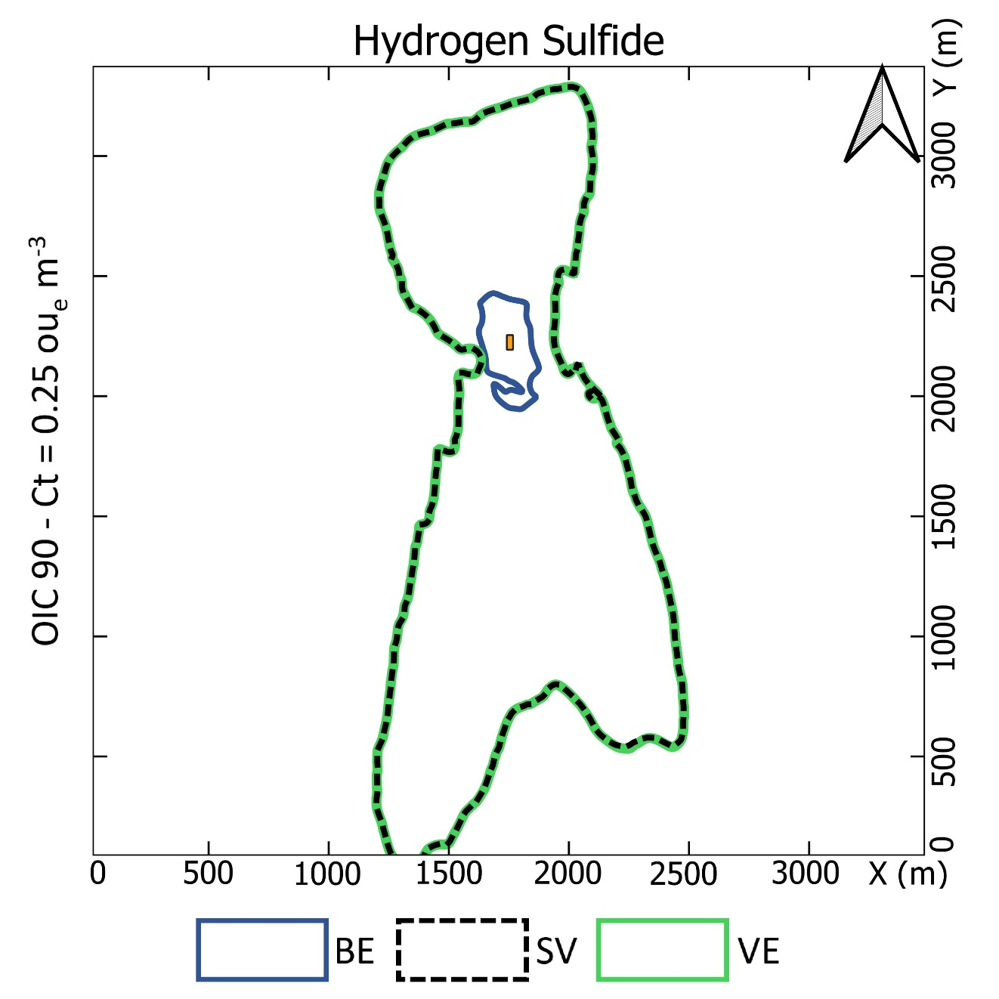 Hydrogen Sulfide
Y (m)
3000
2500
2000
1500
1000
500
0
OIC 90 - Ct = 0.25 ouₑ m⁻³
0 500 1000 1500 2000 2500 3000 X (m)
BE SV VE